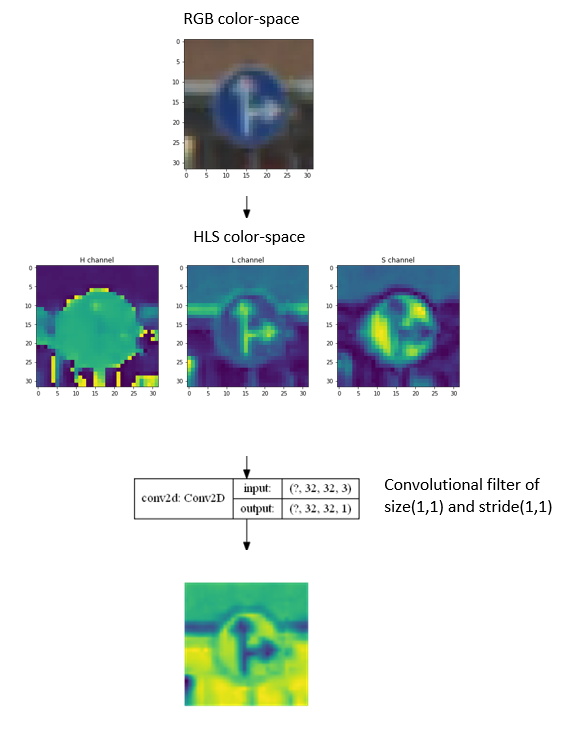 RGB color-space
0
5
10
15
20
25
30
0 5 10 15 20 25 30
HLS color-space
H channel
0
5
10
15
20
25
30
0 5 10 15 20 25 30
L channel
0
5
10
15
20
25
30
0 5 10 15 20 25 30
S channel
0
5
10
15
20
25
30
0 5 10 15 20 25 30
conv2d: Conv2D
input: (?, 32, 32, 3)
output: (?, 32, 32, 1)
Convolutional filter of
size(1,1) and stride(1,1)